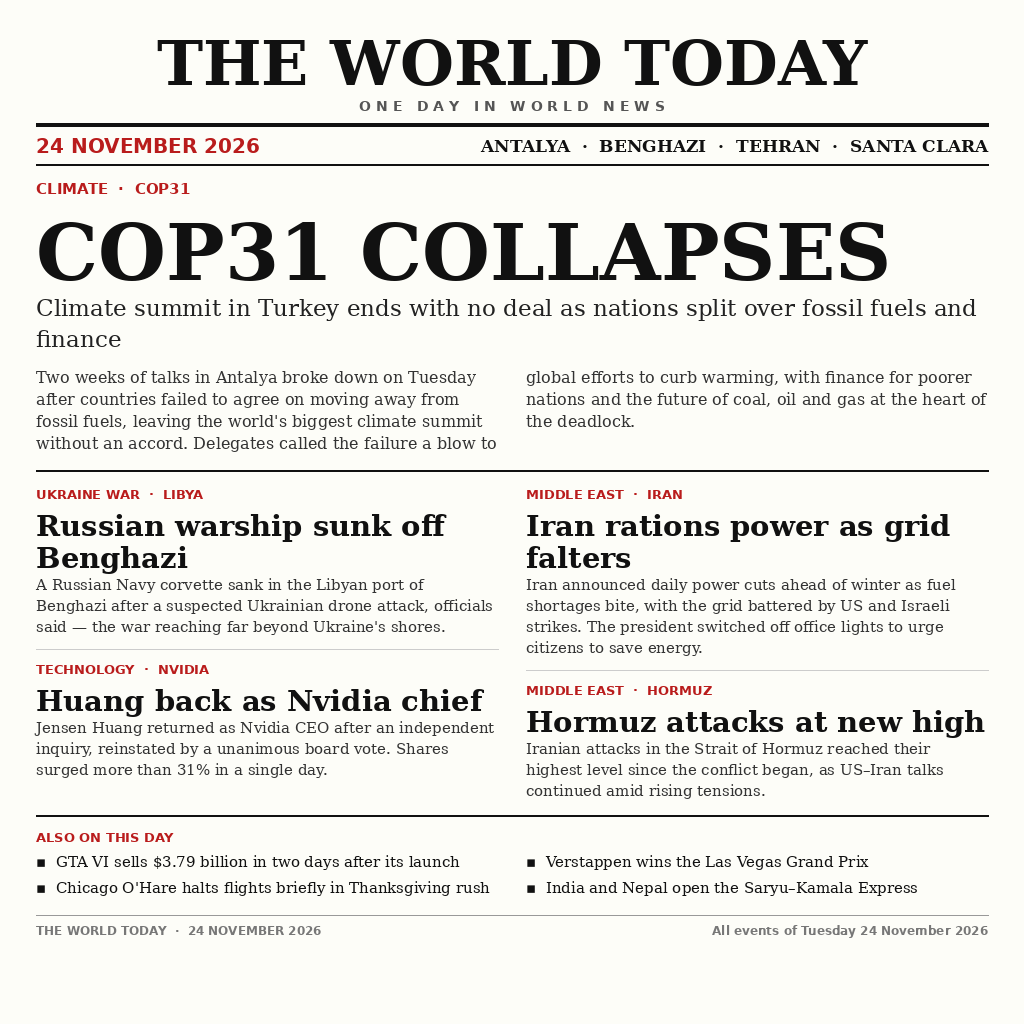 THE WORLD TODAY
ONE DAY IN WORLD NEWS
24 NOVEMBER 2026
ANTALYA · BENGHAZI · TEHRAN · SANTA CLARA
CLIMATE · COP31
COP31 COLLAPSES
Climate summit in Turkey ends with no deal as nations split over fossil fuels and
finance
Two weeks of talks in Antalya broke down on Tuesday
after countries failed to agree on moving away from
fossil fuels, leaving the world's biggest climate summit
without an accord. Delegates called the failure a blow to
global efforts to curb warming, with finance for poorer
nations and the future of coal, oil and gas at the heart of
the deadlock.
UKRAINE WAR · LIBYA
Russian warship sunk off
Benghazi
A Russian Navy corvette sank in the Libyan port of
Benghazi after a suspected Ukrainian drone attack, officials
said — the war reaching far beyond Ukraine's shores.
TECHNOLOGY · NVIDIA
Huang back as Nvidia chief
Jensen Huang returned as Nvidia CEO after an independent
inquiry, reinstated by a unanimous board vote. Shares
surged more than 31% in a single day.
MIDDLE EAST · IRAN
Iran rations power as grid
falters
Iran announced daily power cuts ahead of winter as fuel
shortages bite, with the grid battered by US and Israeli
strikes. The president switched off office lights to urge
citizens to save energy.
MIDDLE EAST · HORMUZ
Hormuz attacks at new high
Iranian attacks in the Strait of Hormuz reached their
highest level since the conflict began, as US–Iran talks
continued amid rising tensions.
ALSO ON THIS DAY
▪ GTA VI sells $3.79 billion in two days after its launch
▪ Chicago O'Hare halts flights briefly in Thanksgiving rush
▪ Verstappen wins the Las Vegas Grand Prix
▪ India and Nepal open the Saryu–Kamala Express
THE WORLD TODAY · 24 NOVEMBER 2026
All events of Tuesday 24 November 2026